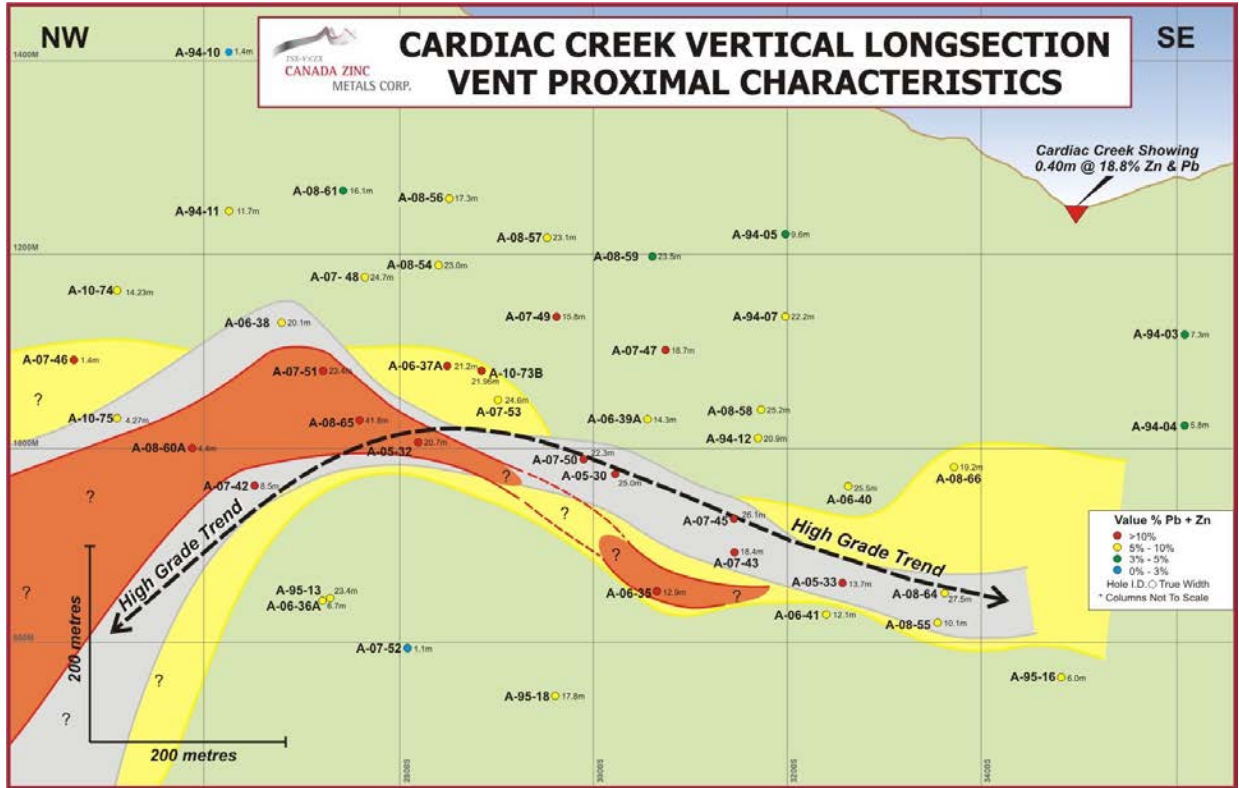 NW
SE
A-94-10 1.4m
1400M
TSX-V:CZX
CANADA ZINC
METALS CORP.
CARDIAC CREEK VERTICAL LONGSECTION
VENT PROXIMAL CHARACTERISTICS
Cardiac Creek Showing
0.40m @ 18.8% Zn & Pb
A-08-61 16.1m
A-08-56 17.3m
A-94-11 11.7m
A-08-57 23.1m
A-94-05 9.6m
1200M
A-08-59 23.5m
A-08-54 23.0m
A-07- 48 24.7m
A-10-74 14.23m
A-06-38 20.1m
A-07-49 15.8m
A-94-07 22.2m
A-94-03 7.3m
A-07-47 18.7m
A-07-46 1.4m
A-07-51 23.4m
A-06-37A 21.2m
A-10-73B
21.96m
?
24.6m
A-07-53
A-08-58 25.2m
A-10-75 4.27m
A-08-65 41.8m
A-06-39A 14.3m
A-94-04 5.8m
A-94-12 20.9m
1000M
A-08-60A 4.4m
A-05-32 20.7m
22.3m
A-07-50
A-05-30
25.0m
19.2m
A-08-66
?
A-07-42 8.5m
25.5m
A-06-40
?
?
A-07-45 26.1m
High Grade Trend
High Grade Trend
?
18.4m
A-07-43
Value % Pb + Zn
>10%
5% - 10%
3% - 5%
0% - 3%
Hole I.D. True Width
* Columns Not To Scale
A-95-13 23.4m
A-06-36A 6.7m
A-06-35 12.9m
?
A-05-33 13.7m
A-08-64
27.5m
?
A-06-41 12.1m
A-08-55 10.1m
800M
A-07-52 1.1m
200 metres
?
?
A-95-16 6.0m
A-95-18 17.8m
200 metres
2800S
3000S
3200S
3400S